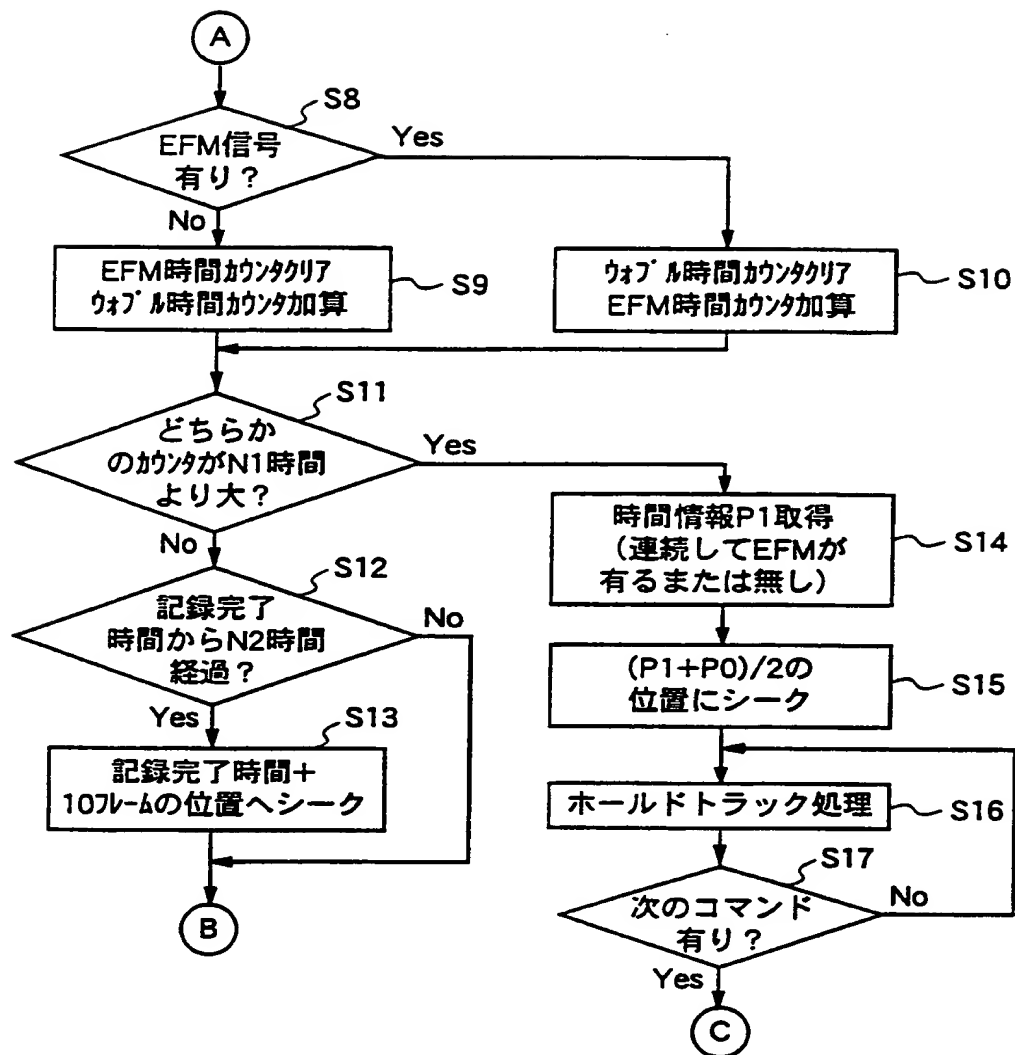 A
S8
EFM信号
有り？
Yes
No
EFM時間ｶｳﾝﾀｸﾘｱ
ｳｫﾌﾞﾙ時間ｶｳﾝﾀ加算
S9
ｳｫﾌﾞﾙ時間ｶｳﾝﾀｸﾘｱ
EFM時間ｶｳﾝﾀ加算
S10
S11
どちらか
のｶｳﾝﾀがN1時間
より大？
Yes
No
S12
記録完了
時間からN2時間
経過？
No
Yes
S13
記録完了時間＋
10ﾌﾚｰﾑの位置へシーク
B
時間情報P1取得
（連続してEFMが
有るまたは無し）
S14
(P1+P0)/2の
位置にシーク
S15
ホールドトラック処理
S16
S17
次のコマンド
有り？
No
Yes
C